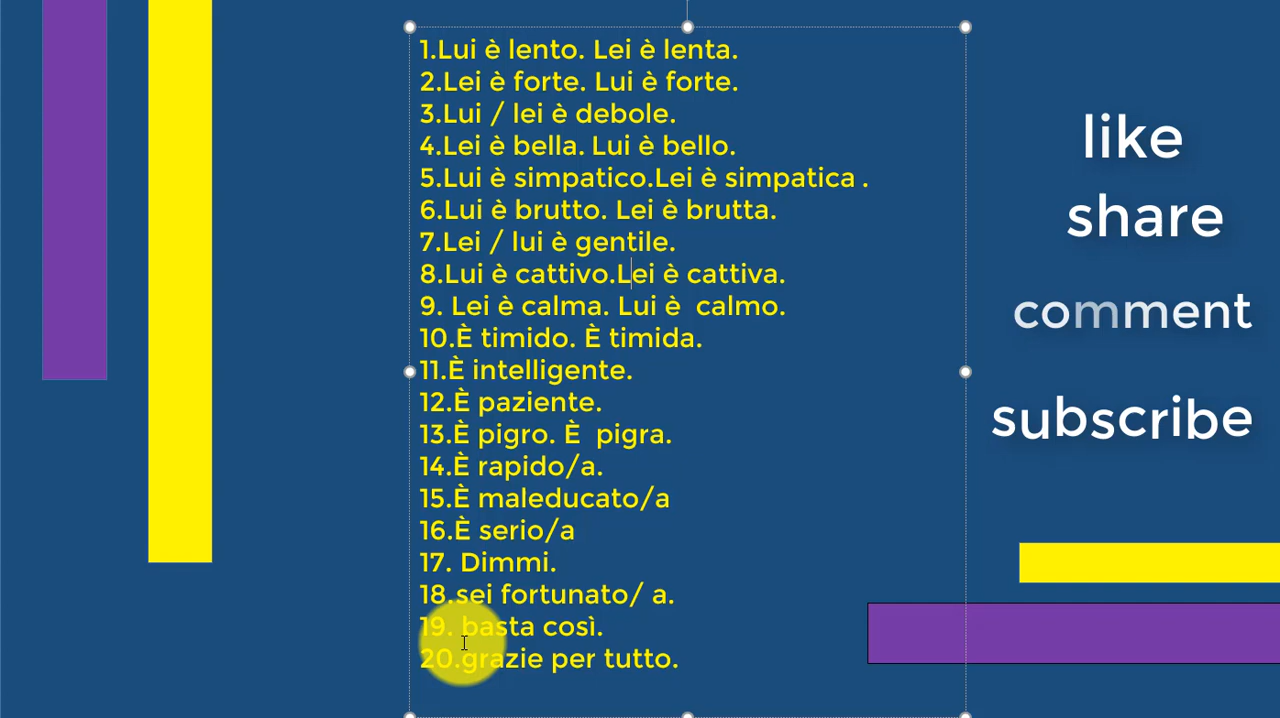 1.Lui è lento. Lei è lenta.
2.Lei è forte. Lui è forte.
3.Lui / lei è debole.
4.Lei è bella. Lui è bello.
5.Lui è simpatico.Lei è simpatica .
6.Lui è brutto. Lei è brutta.
7.Lei / lui è gentile.
8.Lui è cattivo.Lei è cattiva.
9. Lei è calma. Lui è  calmo.
10.È timido. È timida.
11.È intelligente.
12.È paziente.
13.È pigro. È  pigra.
14.È rapido/a.
15.È maleducato/a
16.È serio/a
17. Dimmi.
18.sei fortunato/ a.
19. basta così.
20.grazie per tutto.
like
share
comment
subscribe